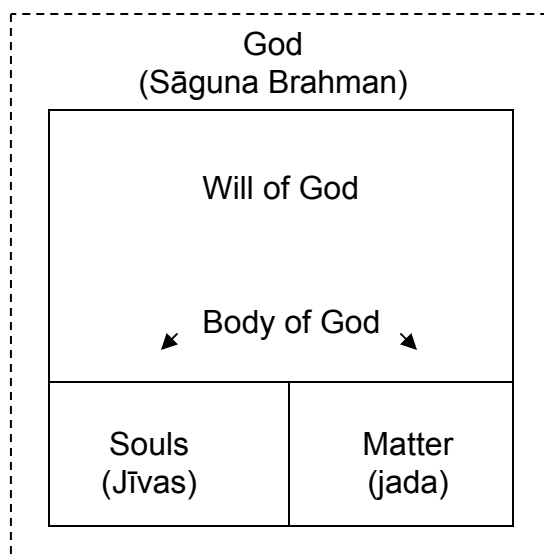 God
(Sāguna Brahman)
Will of God
Body of God
Souls
(Jīvas)
Matter
(jada)